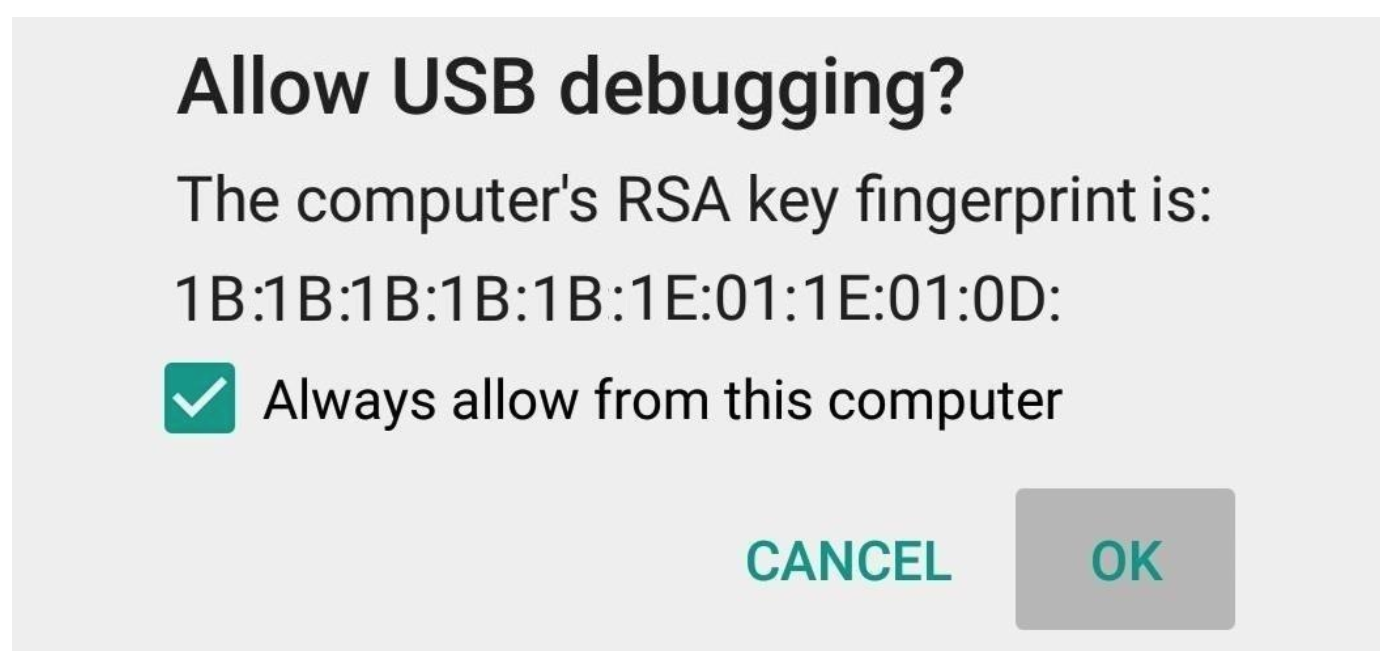 Allow USB debugging?
The computer's RSA key fingerprint is:
1B:1B:1B:1B:1B:1E:01:1E:01:0D:
Always allow from this computer
CANCEL
OK